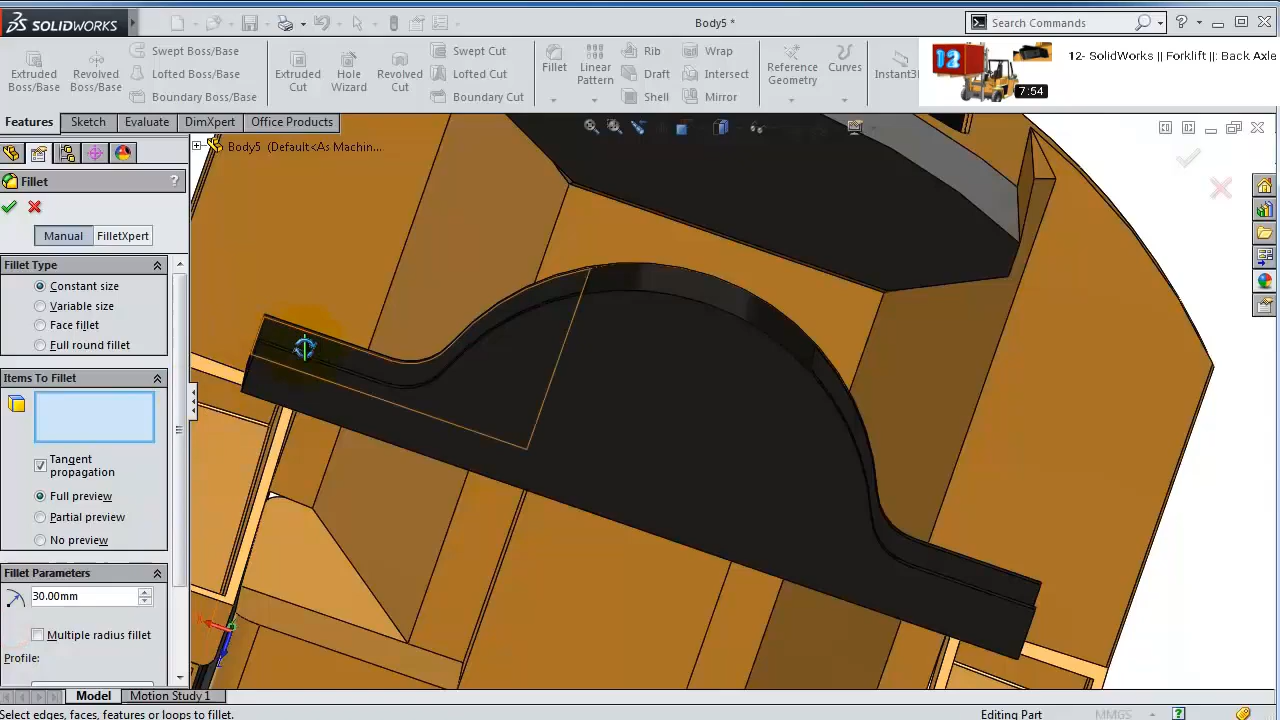 SOLIDWORKS
Body5 *
Search Commands
?
Extruded Boss/Base
Revolved Boss/Base
Swept Boss/Base
Lofted Boss/Base
Boundary Boss/Base
Extruded Cut
Hole Wizard
Revolved Cut
Swept Cut
Lofted Cut
Boundary Cut
Fillet
Linear Pattern
Rib
Draft
Shell
Wrap
Intersect
Mirror
Reference Geometry
Curves
Instant3
12
7:54
12- SolidWorks || Forklift ||: Back Axle
Features
Sketch
Evaluate
DimXpert
Office Products
Body5 (Default<As Machin...
Fillet
?
Manual
FilletXpert
Fillet Type
Constant size
Variable size
Face fillet
Full round fillet
Items To Fillet
Tangent
propagation
Full preview
Partial preview
No preview
Fillet Parameters
30.00mm
Multiple radius fillet
Profile:
Model
Motion Study 1
Select edges, faces, features or loops to fillet.
Editing Part
MMGS
?